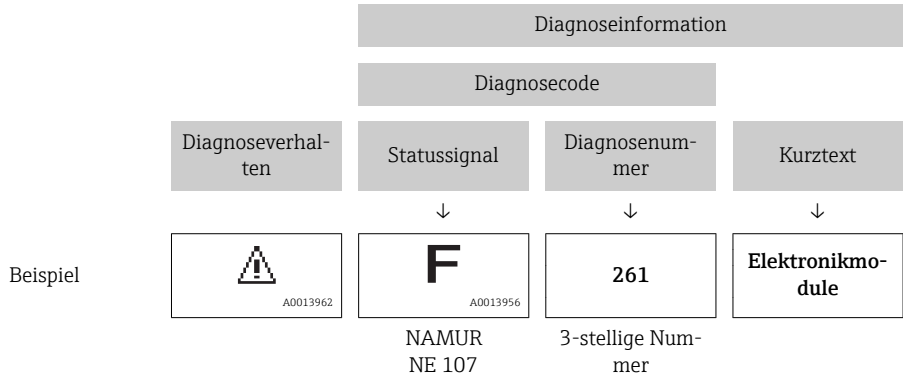 Diagnoseinformation
Diagnosecode
Diagnoseverhal-
ten
Statussignal
Diagnosenum-
mer
Kurztext
↓ ↓ ↓
Beispiel
A0013962
F
A0013956
261
Elektronikmo-
dule
NAMUR
NE 107
3-stellige Num-
mer